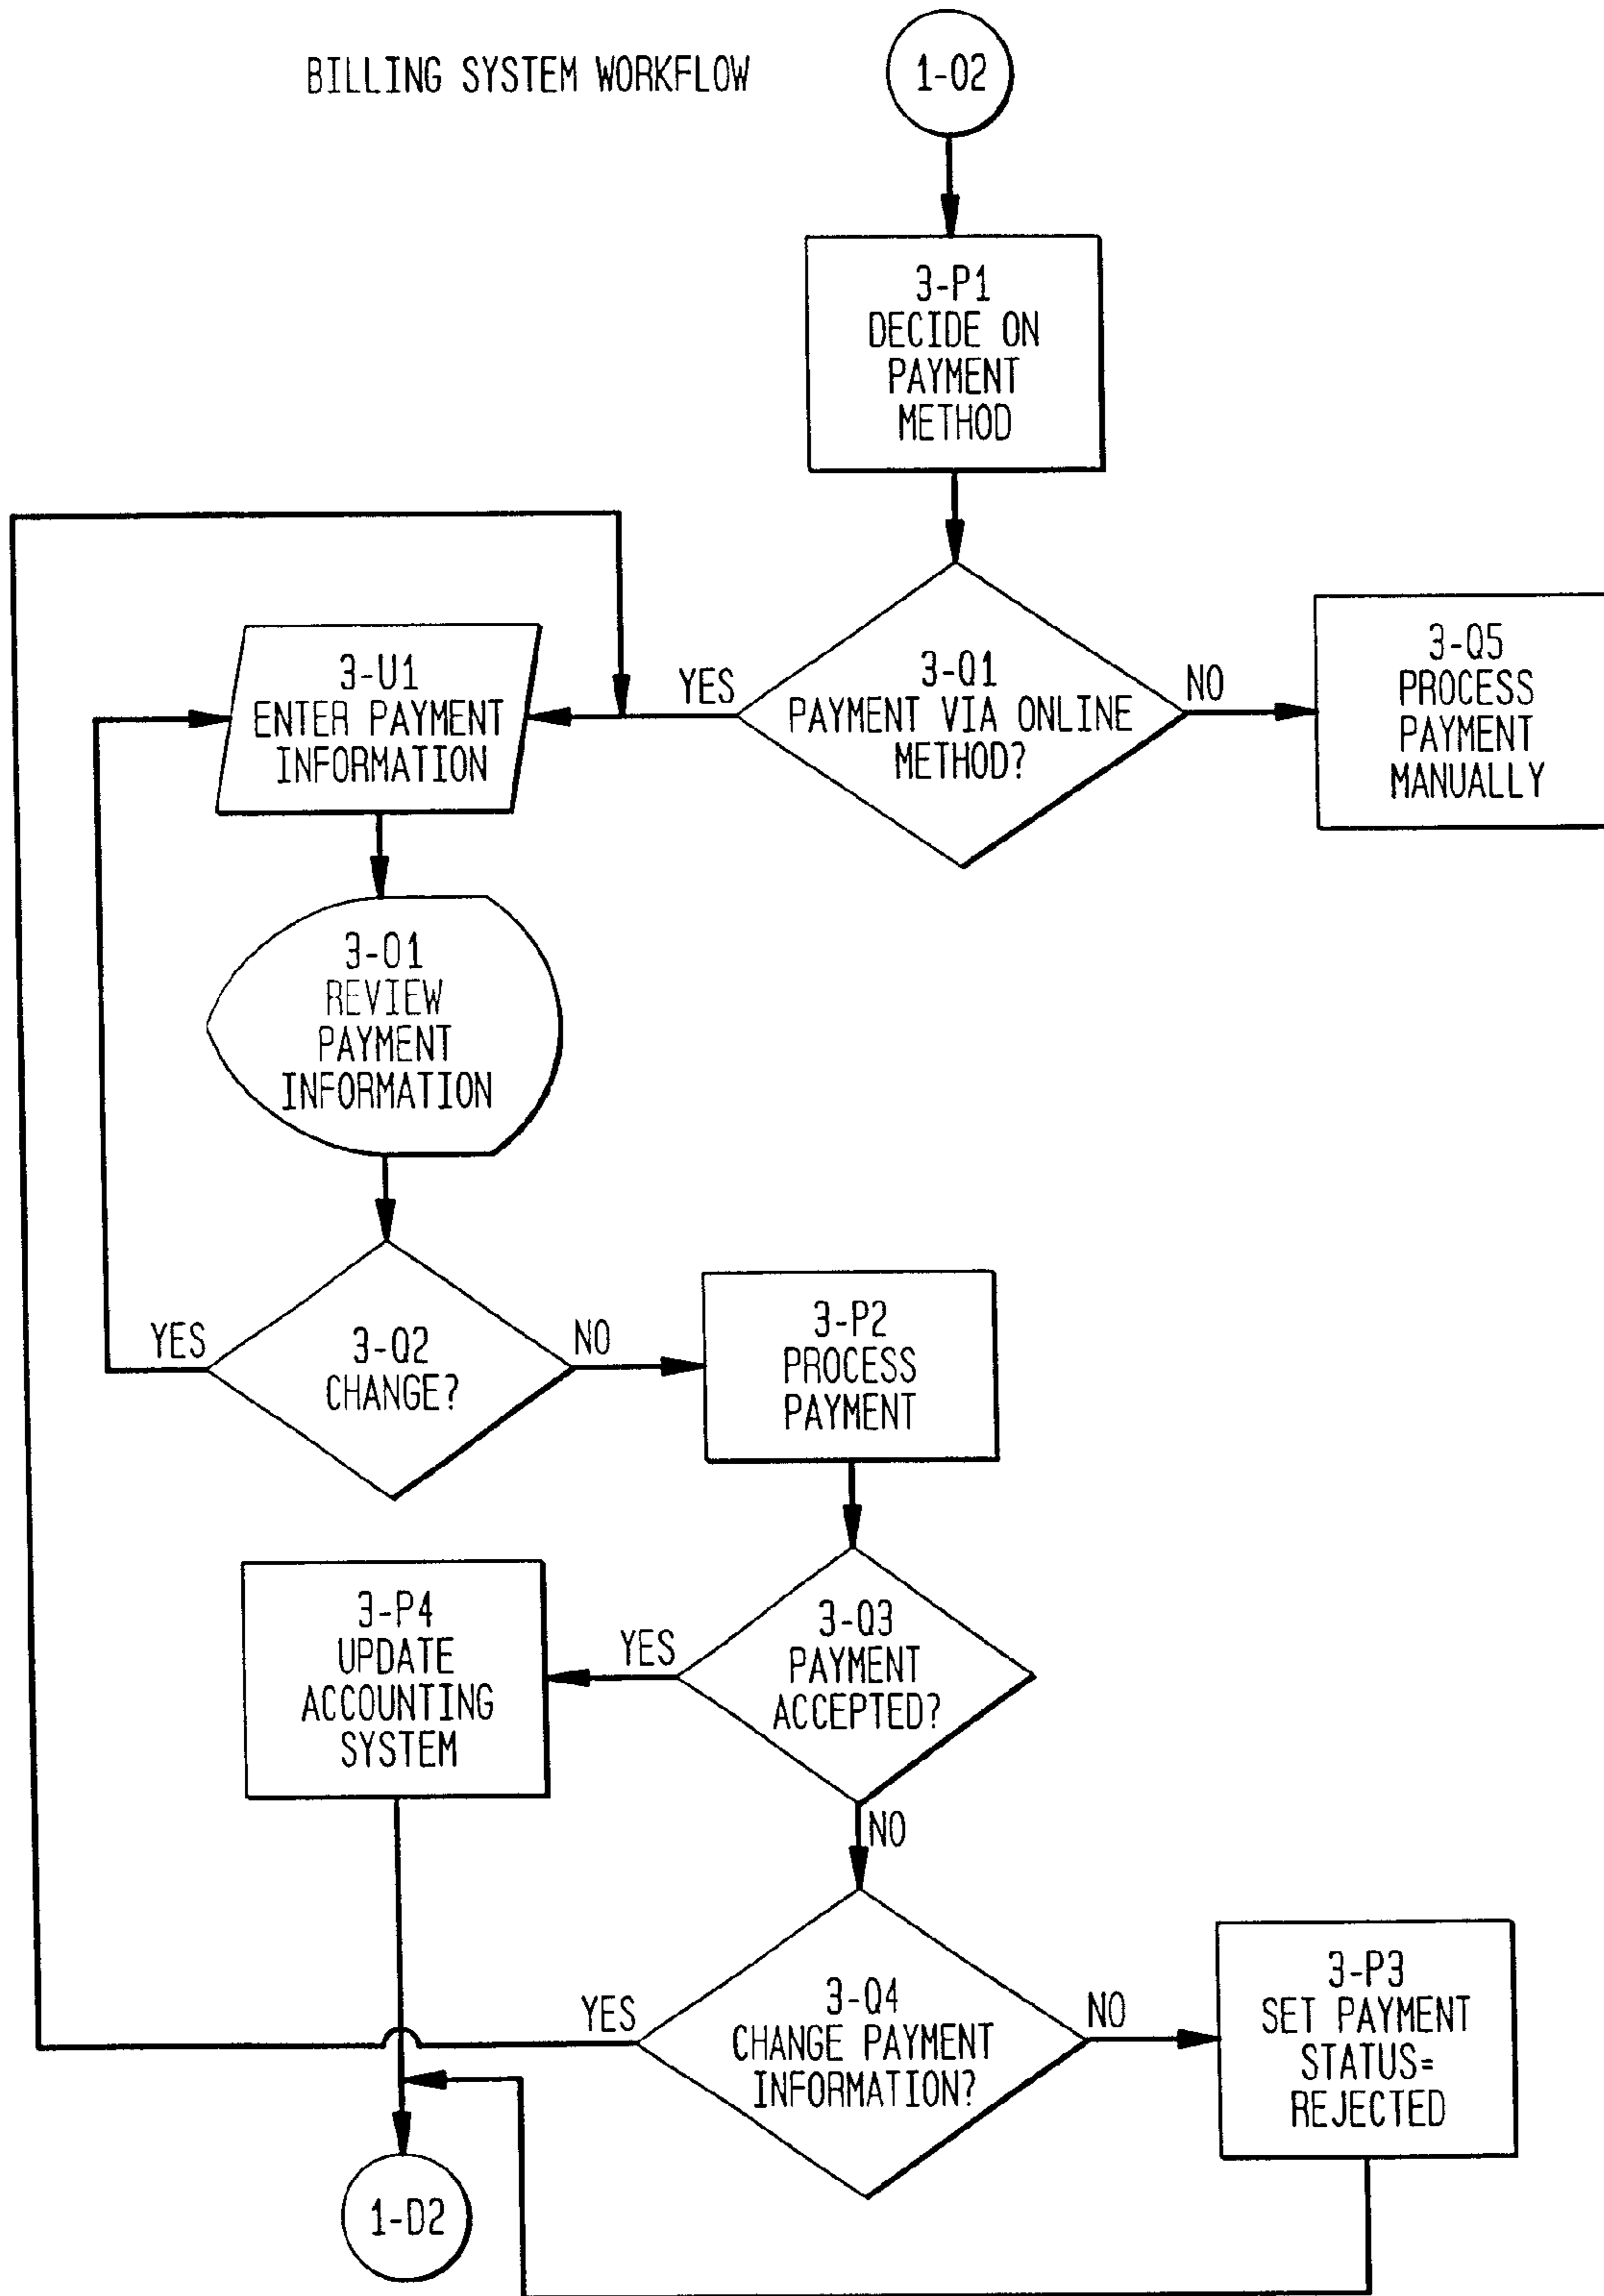 BILLING SYSTEM WORKFLOW
1-O2
3-P1
DECIDE ON
PAYMENT
METHOD
3-U1
ENTER PAYMENT
INFORMATION
YES
3-Q1
PAYMENT VIA ONLINE
METHOD?
NO
3-Q5
PROCESS
PAYMENT
MANUALLY
3-O1
REVIEW
PAYMENT
INFORMATION
YES
3-Q2
CHANGE?
NO
3-P2
PROCESS
PAYMENT
3-P4
UPDATE
ACCOUNTING
SYSTEM
YES
3-Q3
PAYMENT
ACCEPTED?
NO
YES
3-Q4
CHANGE PAYMENT
INFORMATION?
NO
3-P3
SET PAYMENT
STATUS=
REJECTED
1-D2